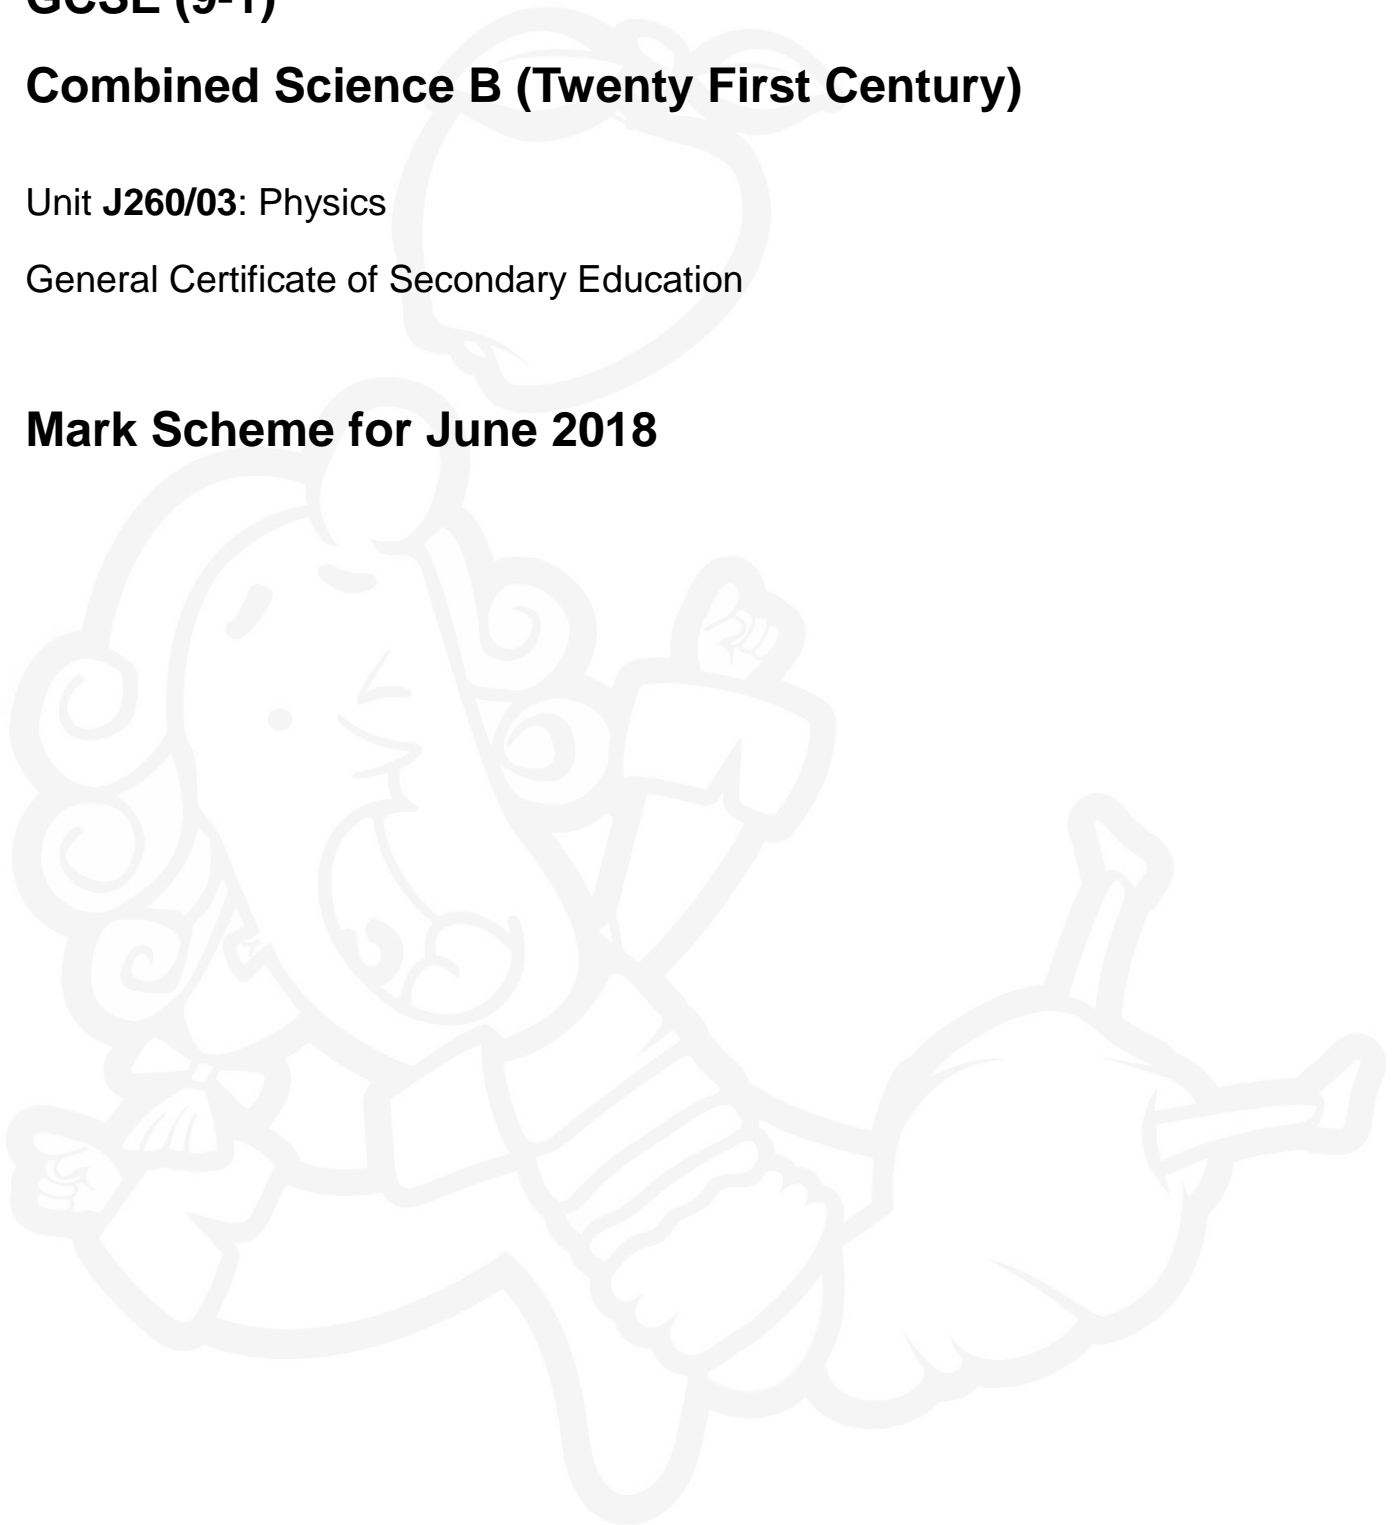 GCSE (9-1)
Combined Science B (Twenty First Century)
Unit J260/03: Physics
General Certificate of Secondary Education
Mark Scheme for June 2018